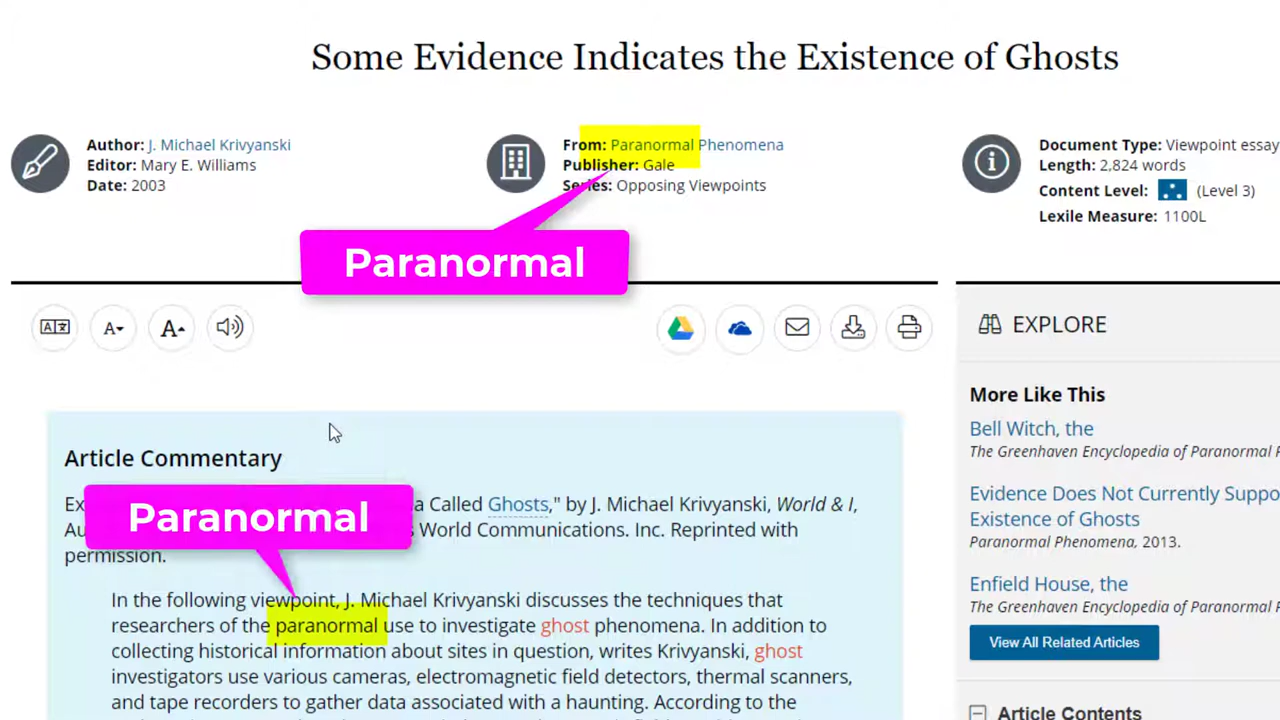 Some Evidence Indicates the Existence of Ghosts
Author: J. Michael Krivyanski
Editor: Mary E. Williams
Date: 2003
From: Paranormal Phenomena
Publisher: Gale
Series: Opposing Viewpoints
Document Type: Viewpoint essay
Length: 2,824 words
Content Level: (Level 3)
Lexile Measure: 1100L
Paranormal
A
A
EXPLORE
More Like This
Bell Witch, the
The Greenhaven Encyclopedia of Paranormal
Evidence Does Not Currently
Existence of Ghosts
Paranormal Phenomena, 2013.
Enfield House, the
The Greenhaven Encyclopedia of Paranormal
View All Related Articles
Article Contents
Article Commentary
a Called Ghosts," by J. Michael Krivyanski, World & I,
World Communications. Inc. Reprinted with
permission.
Paranormal
In the following viewpoint, J. Michael Krivyanski discusses the techniques that
researchers of the paranormal use to investigate ghost phenomena. In addition to
collecting historical information about sites in question, writes Krivyanski, ghost
investigators use various cameras, electromagnetic field detectors, thermal scanners,
and tape recorders to gather data associated with a haunting. According to the